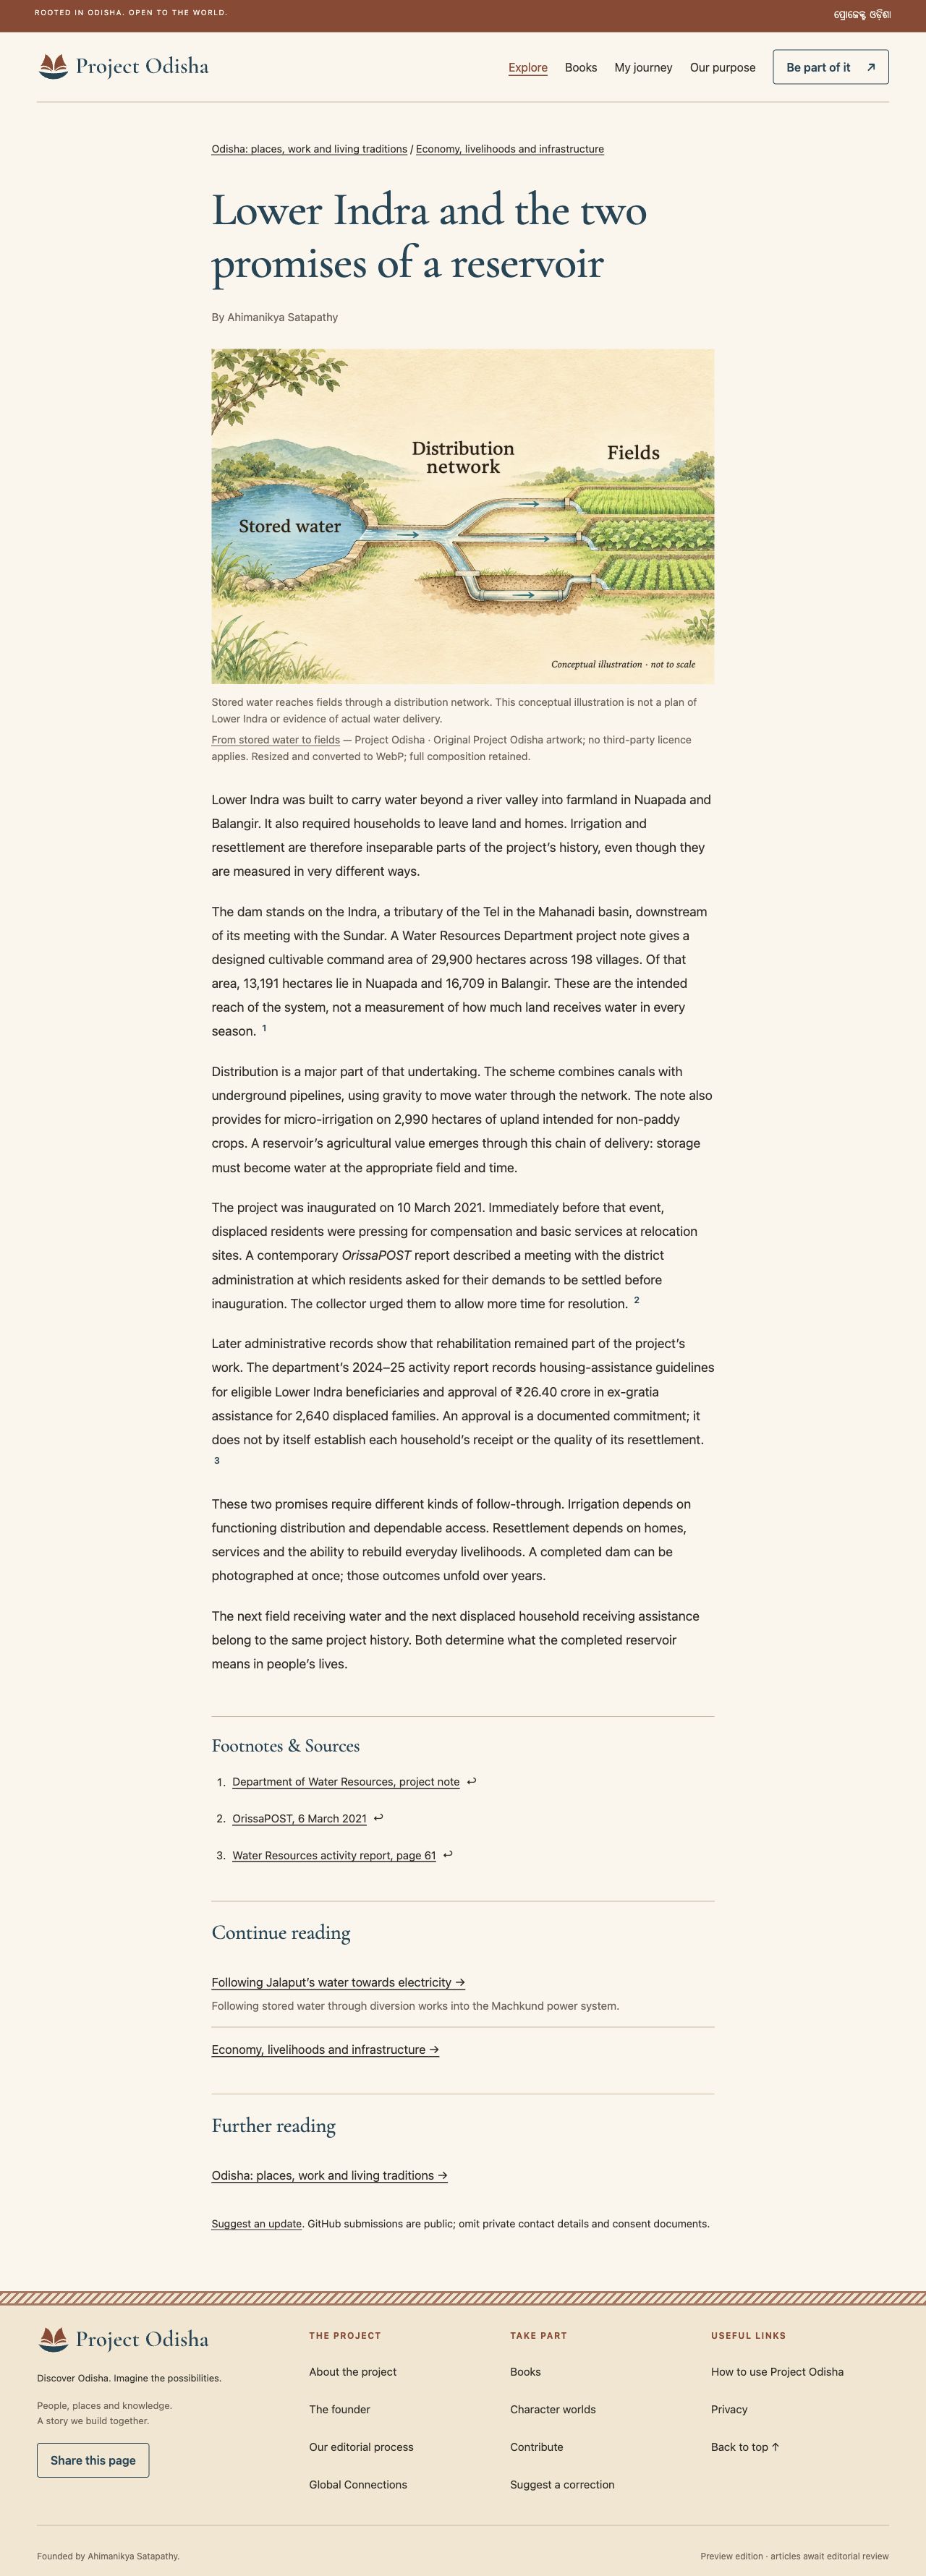 ROOTED IN ODISHA. OPEN TO THE WORLD.
ପ୍ରୋଜେକ୍ଟ ଓଡ଼ିଶା
Project Odisha
Explore
Books
My journey
Our purpose
Be part of it ↗
Odisha: places, work and living traditions / Economy, livelihoods and infrastructure
Lower Indra and the two
promises of a reservoir
By Ahimanikya Satapathy
Distribution
network
Fields
Stored water
Conceptual illustration · not to scale
Stored water reaches fields through a distribution network. This conceptual illustration is not a plan of
Lower Indra or evidence of actual water delivery.
From stored water to fields — Project Odisha · Original Project Odisha artwork; no third-party licence
applies. Resized and converted to WebP; full composition retained.
Lower Indra was built to carry water beyond a river valley into farmland in Nuapada and
Balangir. It also required households to leave land and homes. Irrigation and
resettlement are therefore inseparable parts of the project’s history, even though they
are measured in very different ways.
The dam stands on the Indra, a tributary of the Tel in the Mahanadi basin, downstream
of its meeting with the Sundar. A Water Resources Department project note gives a
designed cultivable command area of 29,900 hectares across 198 villages. Of that
area, 13,191 hectares lie in Nuapada and 16,709 in Balangir. These are the intended
reach of the system, not a measurement of how much land receives water in every
season. 1
Distribution is a major part of that undertaking. The scheme combines canals with
underground pipelines, using gravity to move water through the network. The note also
provides for micro-irrigation on 2,990 hectares of upland intended for non-paddy
crops. A reservoir’s agricultural value emerges through this chain of delivery: storage
must become water at the appropriate field and time.
The project was inaugurated on 10 March 2021. Immediately before that event,
displaced residents were pressing for compensation and basic services at relocation
sites. A contemporary OrissaPOST report described a meeting with the district
administration at which residents asked for their demands to be settled before
inauguration. The collector urged them to allow more time for resolution. 2
Later administrative records show that rehabilitation remained part of the project’s
work. The department’s 2024–25 activity report records housing-assistance guidelines
for eligible Lower Indra beneficiaries and approval of ₹26.40 crore in ex-gratia
assistance for 2,640 displaced families. An approval is a documented commitment; it
does not by itself establish each household’s receipt or the quality of its resettlement.
3
These two promises require different kinds of follow-through. Irrigation depends on
functioning distribution and dependable access. Resettlement depends on homes,
services and the ability to rebuild everyday livelihoods. A completed dam can be
photographed at once; those outcomes unfold over years.
The next field receiving water and the next displaced household receiving assistance
belong to the same project history. Both determine what the completed reservoir
means in people’s lives.
Footnotes & Sources
1. Department of Water Resources, project note ↩
2. OrissaPOST, 6 March 2021 ↩
3. Water Resources activity report, page 61 ↩
Continue reading
Following Jalaput’s water towards electricity →
Following stored water through diversion works into the Machkund power system.
Economy, livelihoods and infrastructure →
Further reading
Odisha: places, work and living traditions →
Suggest an update. GitHub submissions are public; omit private contact details and consent documents.
Project Odisha
Discover Odisha. Imagine the possibilities.
People, places and knowledge.
A story we build together.
Share this page
THE PROJECT
About the project
The founder
Our editorial process
Global Connections
TAKE PART
Books
Character worlds
Contribute
Suggest a correction
USEFUL LINKS
How to use Project Odisha
Privacy
Back to top ↑
Founded by Ahimanikya Satapathy.
Preview edition · articles await editorial review